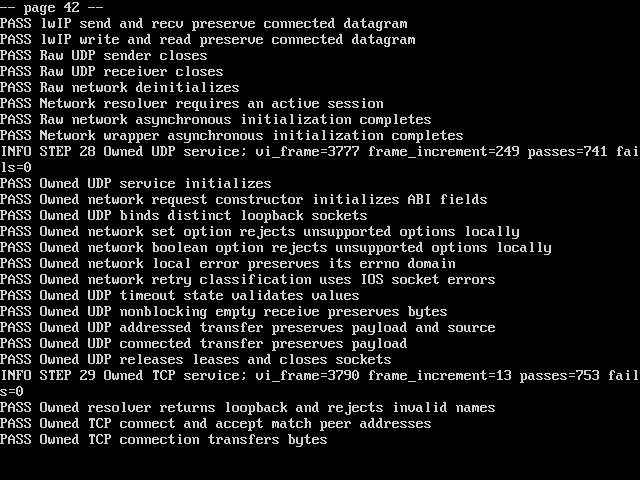 -- page 42 --
PASS lwIP send and recv preserve connected datagram
PASS lwIP write and read preserve connected datagram
PASS Raw UDP sender closes
PASS Raw UDP receiver closes
PASS Raw network deinitializes
PASS Network resolver requires an active session
PASS Raw network asynchronous initialization completes
PASS Network wrapper asynchronous initialization completes
INFO STEP 28 Owned UDP service; vi_frame=3777 frame_increment=249 passes=741 fai
ls=0
PASS Owned UDP service initializes
PASS Owned network request constructor initializes ABI fields
PASS Owned UDP binds distinct loopback sockets
PASS Owned network set option rejects unsupported options locally
PASS Owned network boolean option rejects unsupported options locally
PASS Owned network local error preserves its errno domain
PASS Owned network retry classification uses IOS socket errors
PASS Owned UDP timeout state validates values
PASS Owned UDP nonblocking empty receive preserves bytes
PASS Owned UDP addressed transfer preserves payload and source
PASS Owned UDP connected transfer preserves payload
PASS Owned UDP releases leases and closes sockets
INFO STEP 29 Owned TCP service; vi_frame=3790 frame_increment=13 passes=753 fail
s=0
PASS Owned resolver returns loopback and rejects invalid names
PASS Owned TCP connect and accept match peer addresses
PASS Owned TCP connection transfers bytes